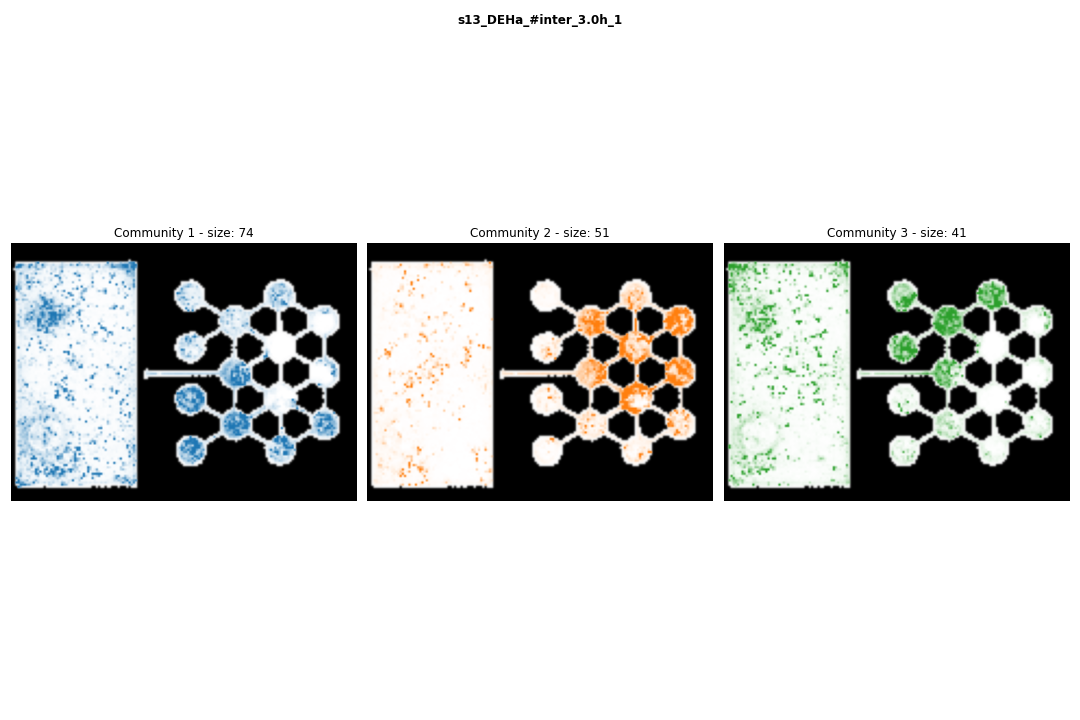 s13_DEHa_#inter_3.0h_1
Community 1 - size: 74
Community 2 - size: 51
Community 3 - size: 41